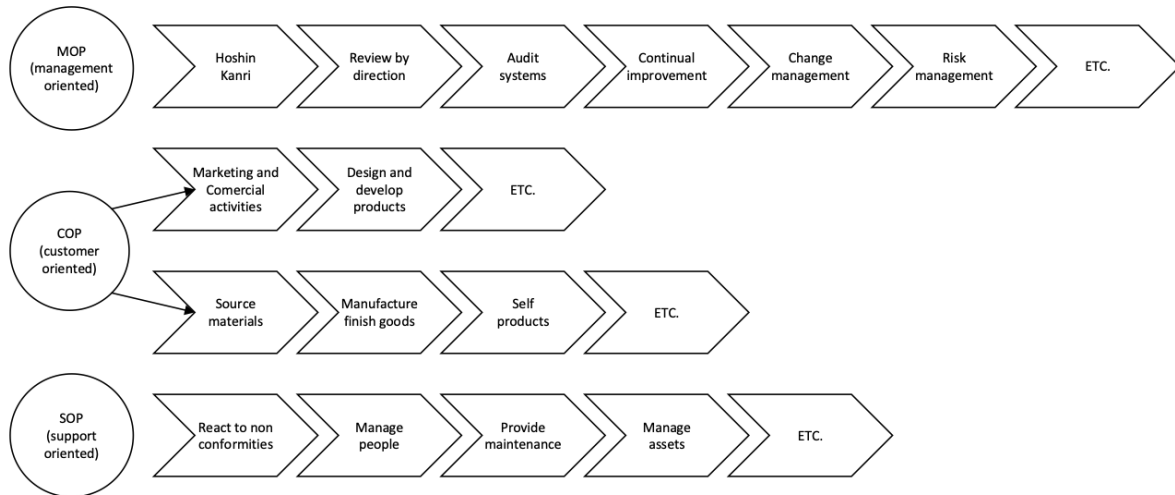 MOP
(management
oriented)
Hoshin
Kanri
Review by
direction
Audit
systems
Continual
improvement
Change
management
Risk
management
ETC.
COP
(customer
oriented)
Marketing and
Comercial
activities
Design and
develop
products
ETC.
Source
materials
Manufacture
finish goods
Self
products
ETC.
SOP
(support
oriented)
React to non
conformities
Manage
people
Provide
maintenance
Manage
assets
ETC.